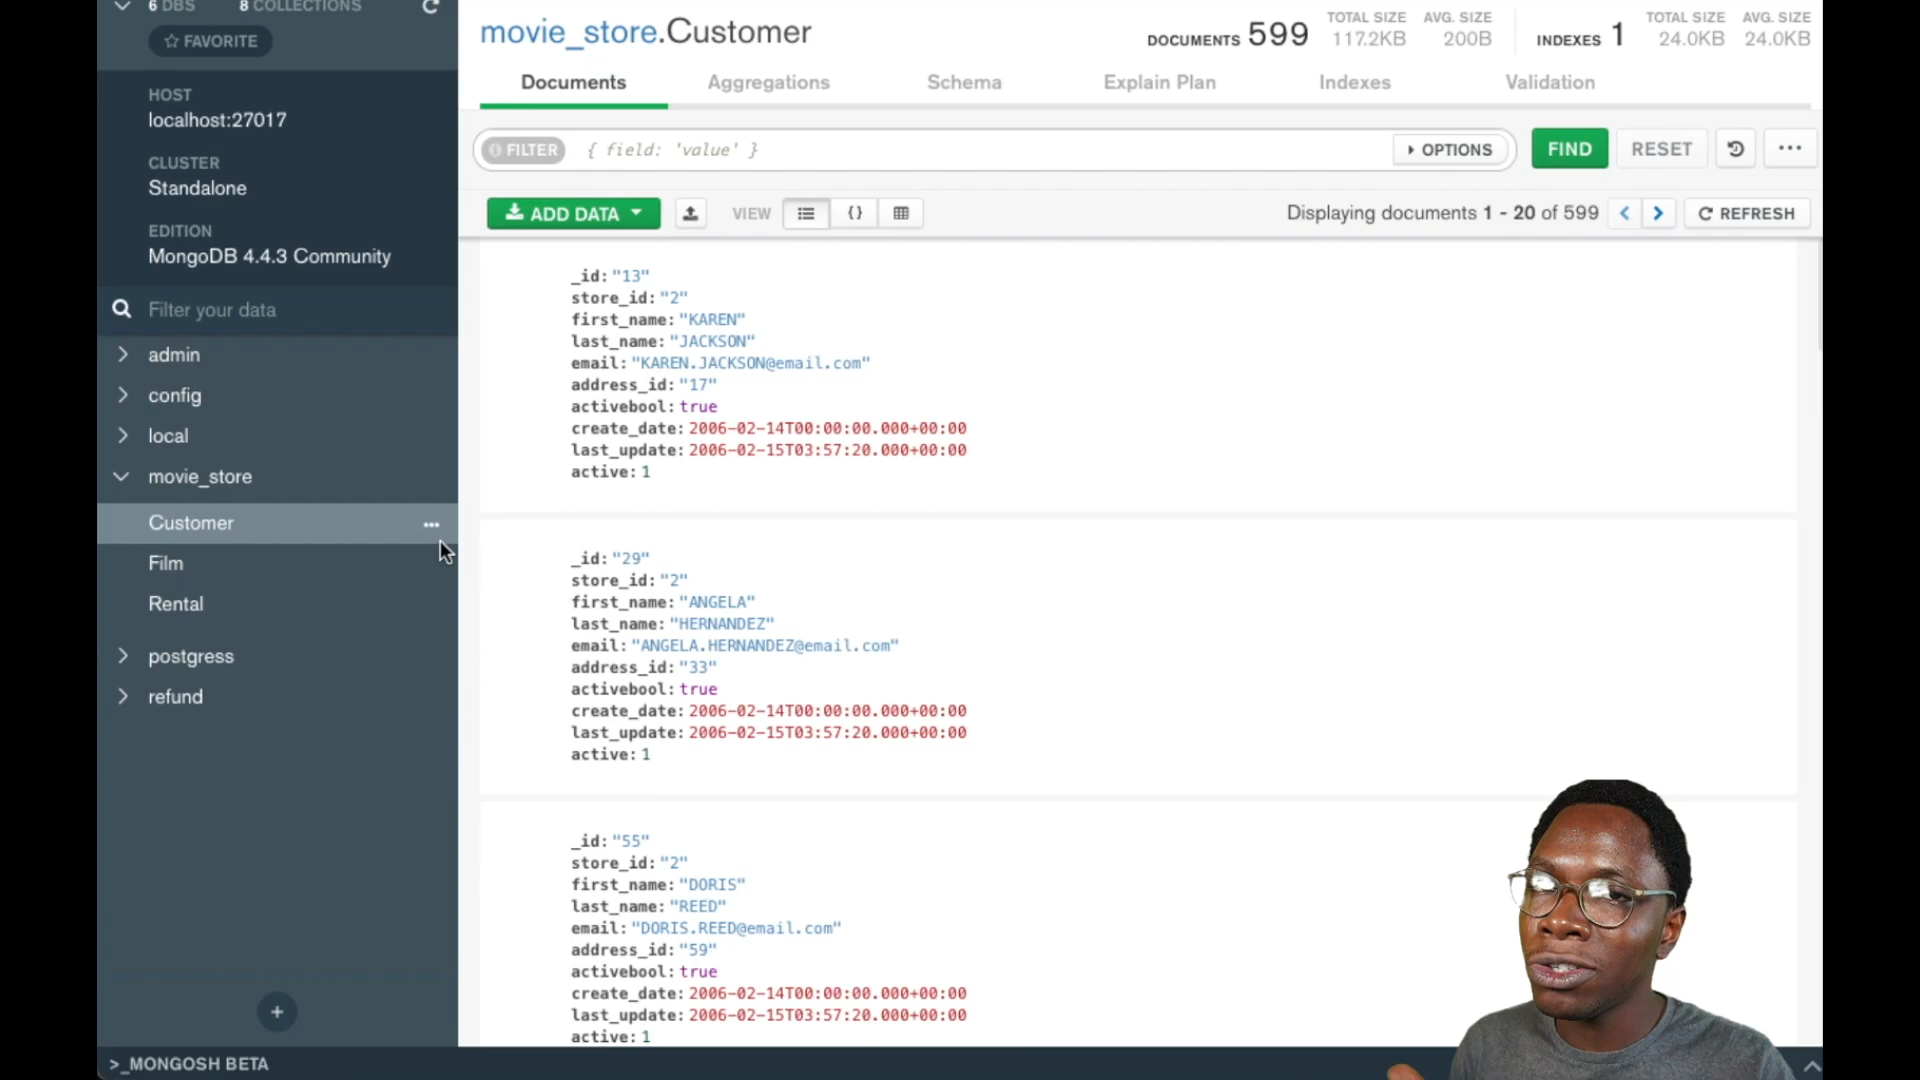 6 DBS 8 COLLECTIONS
FAVORITE
HOST
localhost:27017
CLUSTER
Standalone
EDITION
MongoDB 4.4.3 Community
Filter your data
admin
config
local
movie_store
Customer
Film
Rental
postgress
refund
>_MONGOSH BETA
movie_store.Customer
DOCUMENTS 599 TOTAL SIZE 117.2KB AVG. SIZE 200B INDEXES 1 TOTAL SIZE 24.0KB AVG. SIZE 24.0KB
Documents Aggregations Schema Explain Plan Indexes Validation
FILTER { field: 'value' } OPTIONS FIND RESET ...
ADD DATA VIEW {} Displaying documents 1 - 20 of 599 < > REFRESH
_id: "13"
store_id: "2"
first_name: "KAREN"
last_name: "JACKSON"
email: "KAREN.JACKSON@email.com"
address_id: "17"
activebool: true
create_date: 2006-02-14T00:00:00.000+00:00
last_update: 2006-02-15T03:57:20.000+00:00
active: 1
_id: "29"
store_id: "2"
first_name: "ANGELA"
last_name: "HERNANDEZ"
email: "ANGELA.HERNANDEZ@email.com"
address_id: "33"
activebool: true
create_date: 2006-02-14T00:00:00.000+00:00
last_update: 2006-02-15T03:57:20.000+00:00
active: 1
_id: "55"
store_id: "2"
first_name: "DORIS"
last_name: "REED"
email: "DORIS.REED@email.com"
address_id: "59"
activebool: true
create_date: 2006-02-14T00:00:00.000+00:00
last_update: 2006-02-15T03:57:20.000+00:00
active: 1